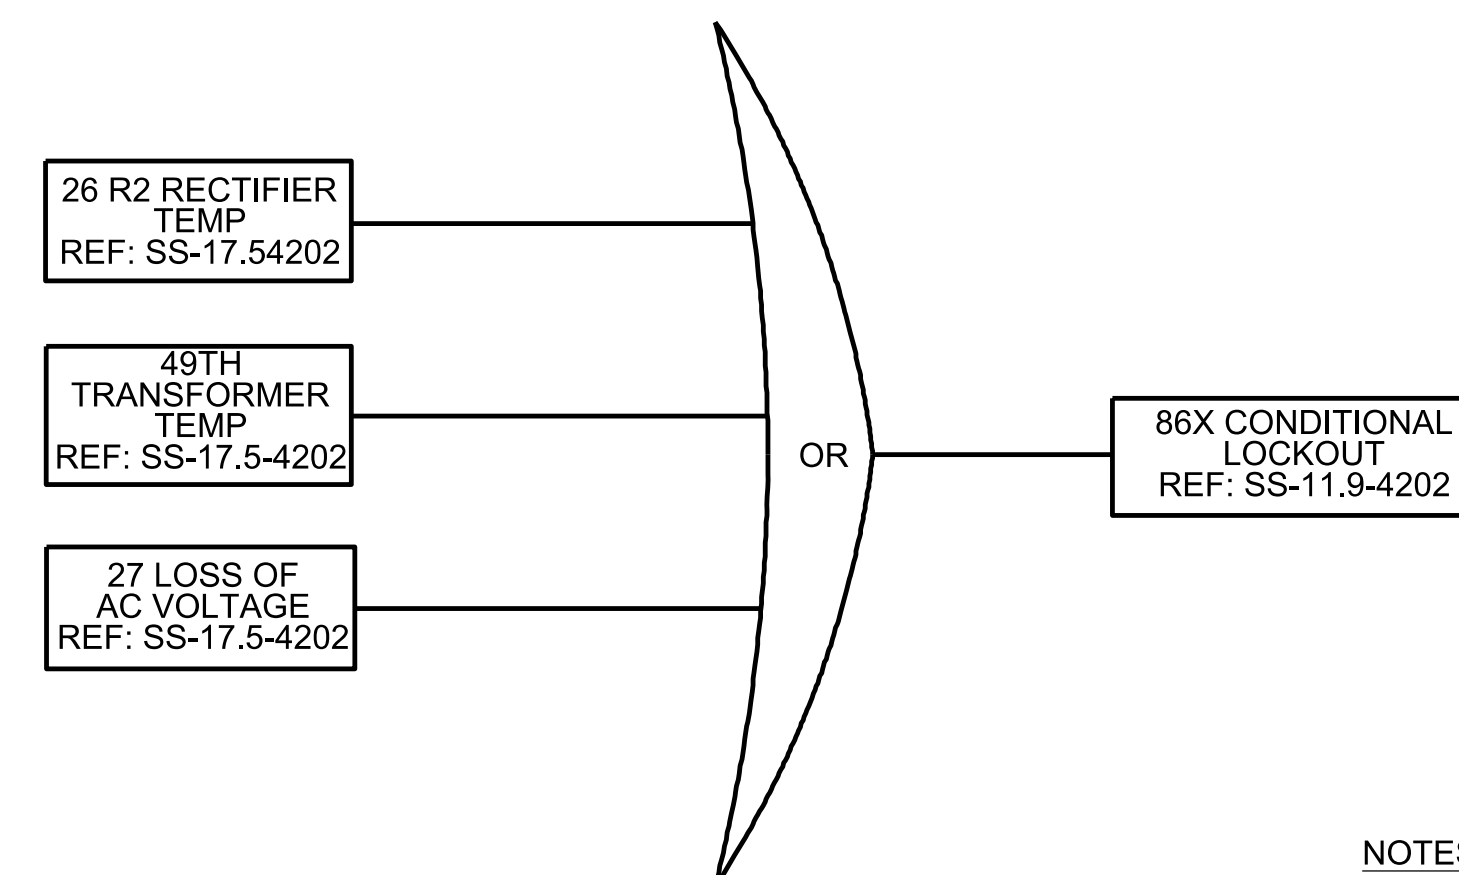 26 R2 RECTIFIER
TEMP
REF: SS-17.54202
49TH
TRANSFORMER
TEMP
REF: SS-17.5-4202
27 LOSS OF
AC VOLTAGE
REF: SS-17.5-4202
OR
86X CONDITIONAL
LOCKOUT
REF: SS-11.9-4202
NOTES